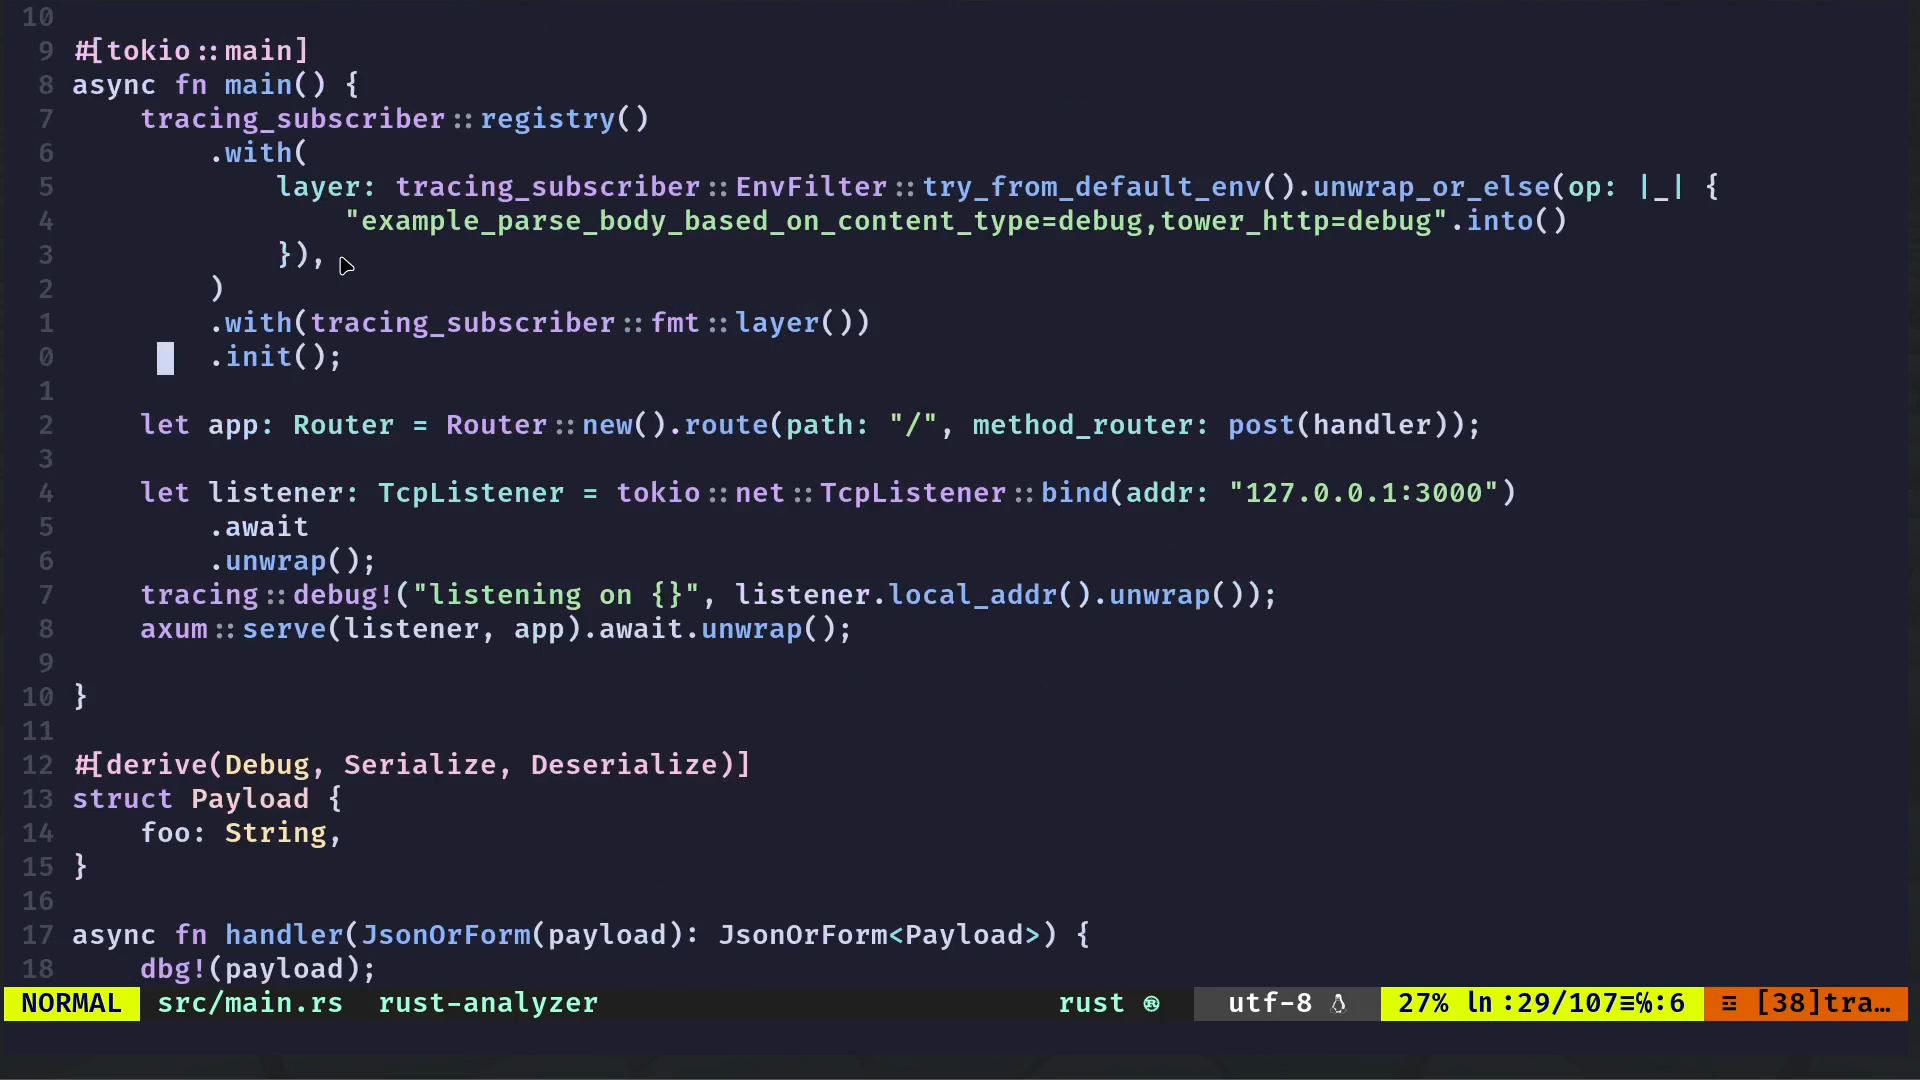 10
9 #[tokio::main]
8 async fn main() {
7 tracing_subscriber::registry()
6 .with(
5 layer: tracing_subscriber::EnvFilter::try_from_default_env().unwrap_or_else(op: |_| {
4 "example_parse_body_based_on_content_type=debug,tower_http=debug".into()
3 }),
2 )
1 .with(tracing_subscriber::fmt::layer())
0 .init();
1
2 let app: Router = Router::new().route(path: "/", method_router: post(handler));
3
4 let listener: TcpListener = tokio::net::TcpListener::bind(addr: "127.0.0.1:3000")
5 .await
6 .unwrap();
7 tracing::debug!("listening on {}", listener.local_addr().unwrap());
8 axum::serve(listener, app).await.unwrap();
9
10 }
11
12 #[derive(Debug, Serialize, Deserialize)]
13 struct Payload {
14 foo: String,
15 }
16
17 async fn handler(JsonOrForm(payload): JsonOrForm<Payload>) {
18 dbg!(payload);
NORMAL src/main.rs rust-analyzer rust utf-8 27% ln :29/107≡℅:6 [38]tra…